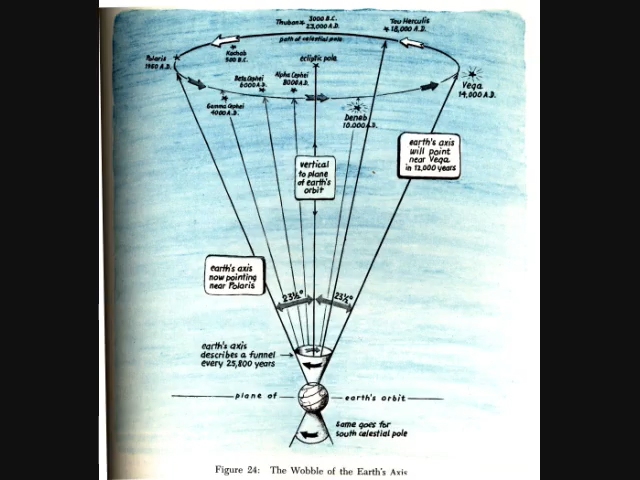 Thuban 3000 B.C.
23,000 A.D.
Tau Herculis
18,000 A.D.
path of celestial pole
Polaris
1950 A.D.
Kochab
500 B.C.
ecliptic pole
Beta Cephei
6000 A.D.
Alpha Cephei
8000 A.D.
Gamma Cephei
4000 A.D.
Vega
14,000 A.D.
Deneb
10,000 A.D.
earth's axis
will point
near Vega
in 12,000 years
vertical
to plane
of earth's
orbit
earth's axis
now pointing
near Polaris
23½° 23½°
earth's axis
describes a funnel
every 25,800 years
plane of earth's orbit
Same goes for
south celestial pole
Figure 24: The Wobble of the Earth's Axis